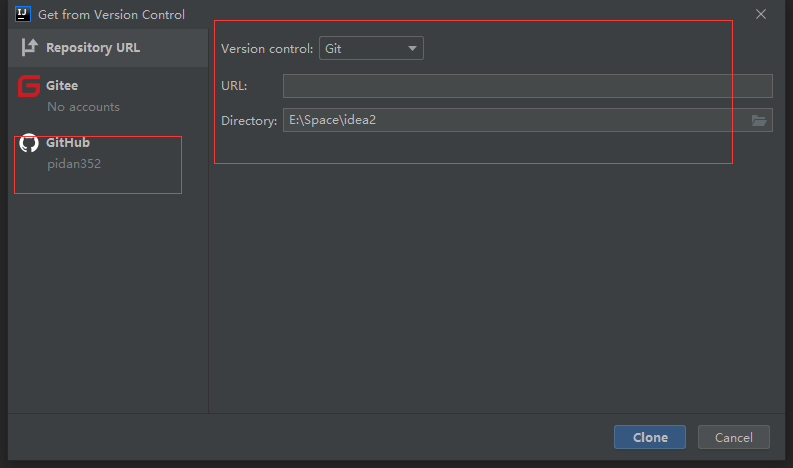 IJ Get from Version Control
Repository URL
Gitee
No accounts
GitHub
pidan352
Version control: Git
URL:
Directory: E:\Space\idea2
Clone Cancel